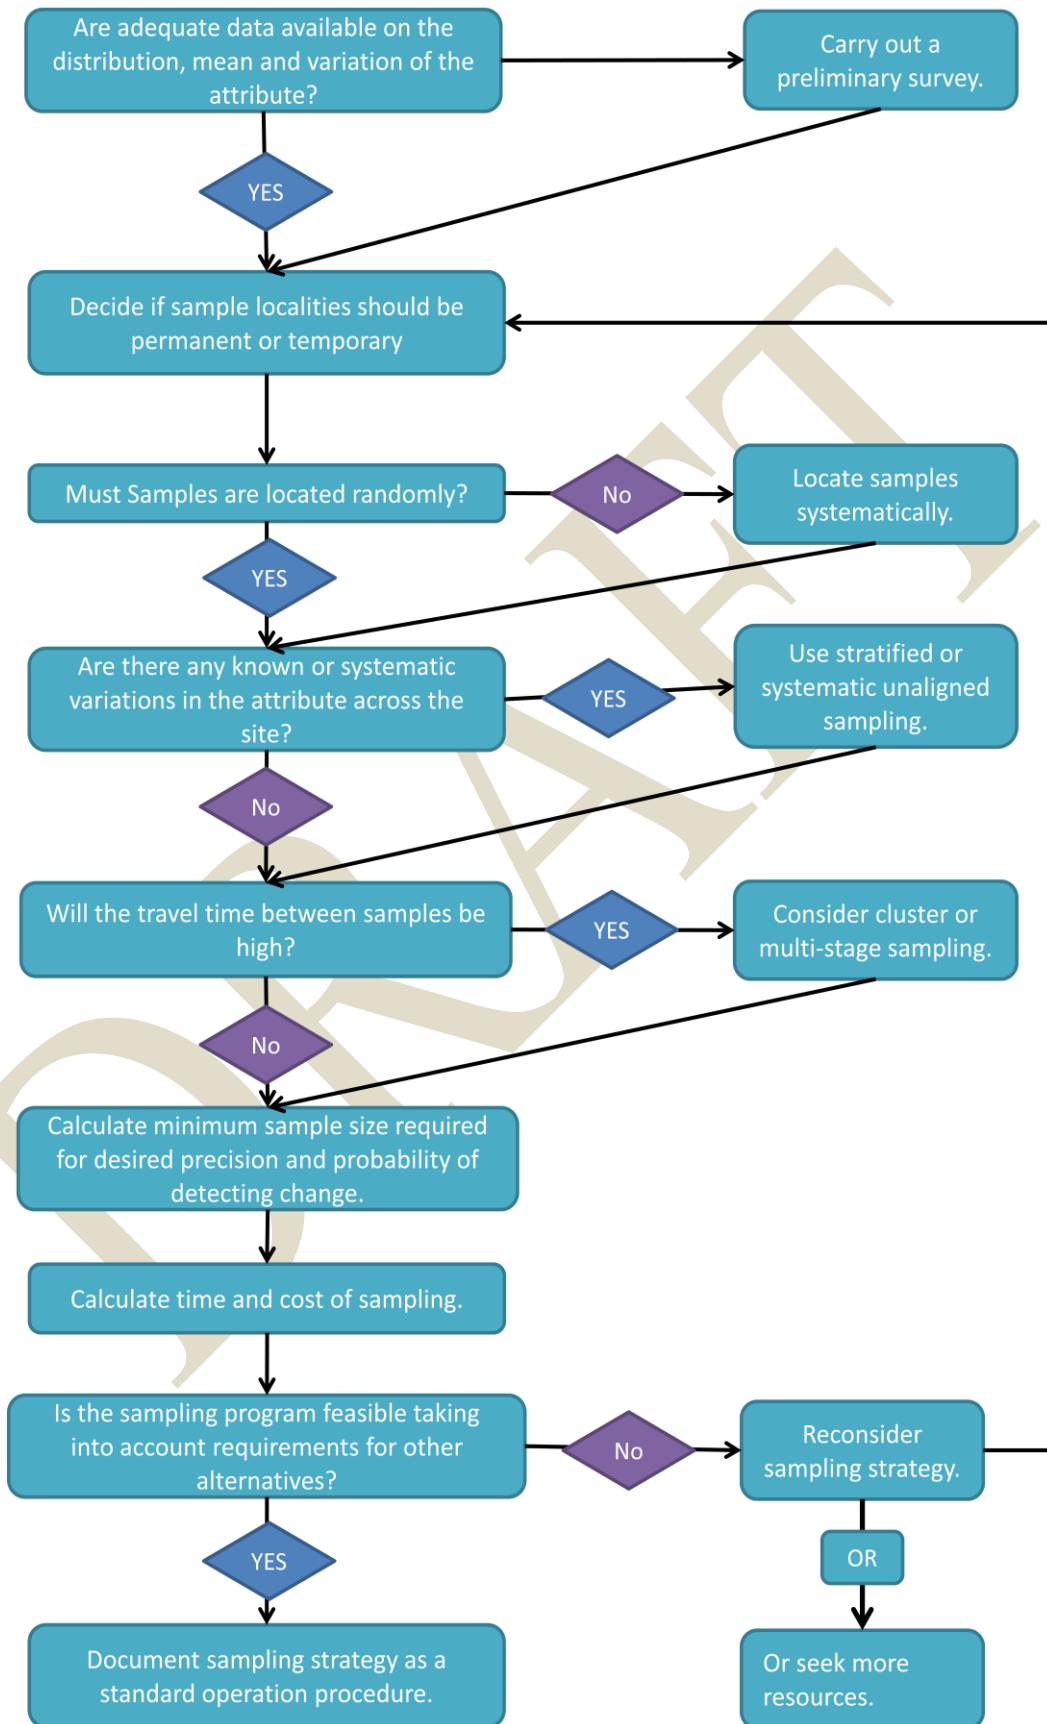 Are adequate data available on the
distribution, mean and variation of the
attribute?
Carry out a
preliminary survey.
YES
Decide if sample localities should be
permanent or temporary
Must Samples are located randomly?
No
Locate samples
systematically.
YES
Are there any known or systematic
variations in the attribute across the
site?
YES
Use stratified or
systematic unaligned
sampling.
No
Will the travel time between samples be
high?
YES
Consider cluster or
multi-stage sampling.
No
Calculate minimum sample size required
for desired precision and probability of
detecting change.
Calculate time and cost of sampling.
Is the sampling program feasible taking
into account requirements for other
alternatives?
No
Reconsider
sampling strategy.
YES
OR
Document sampling strategy as a
standard operation procedure.
Or seek more
resources.
DRAFT